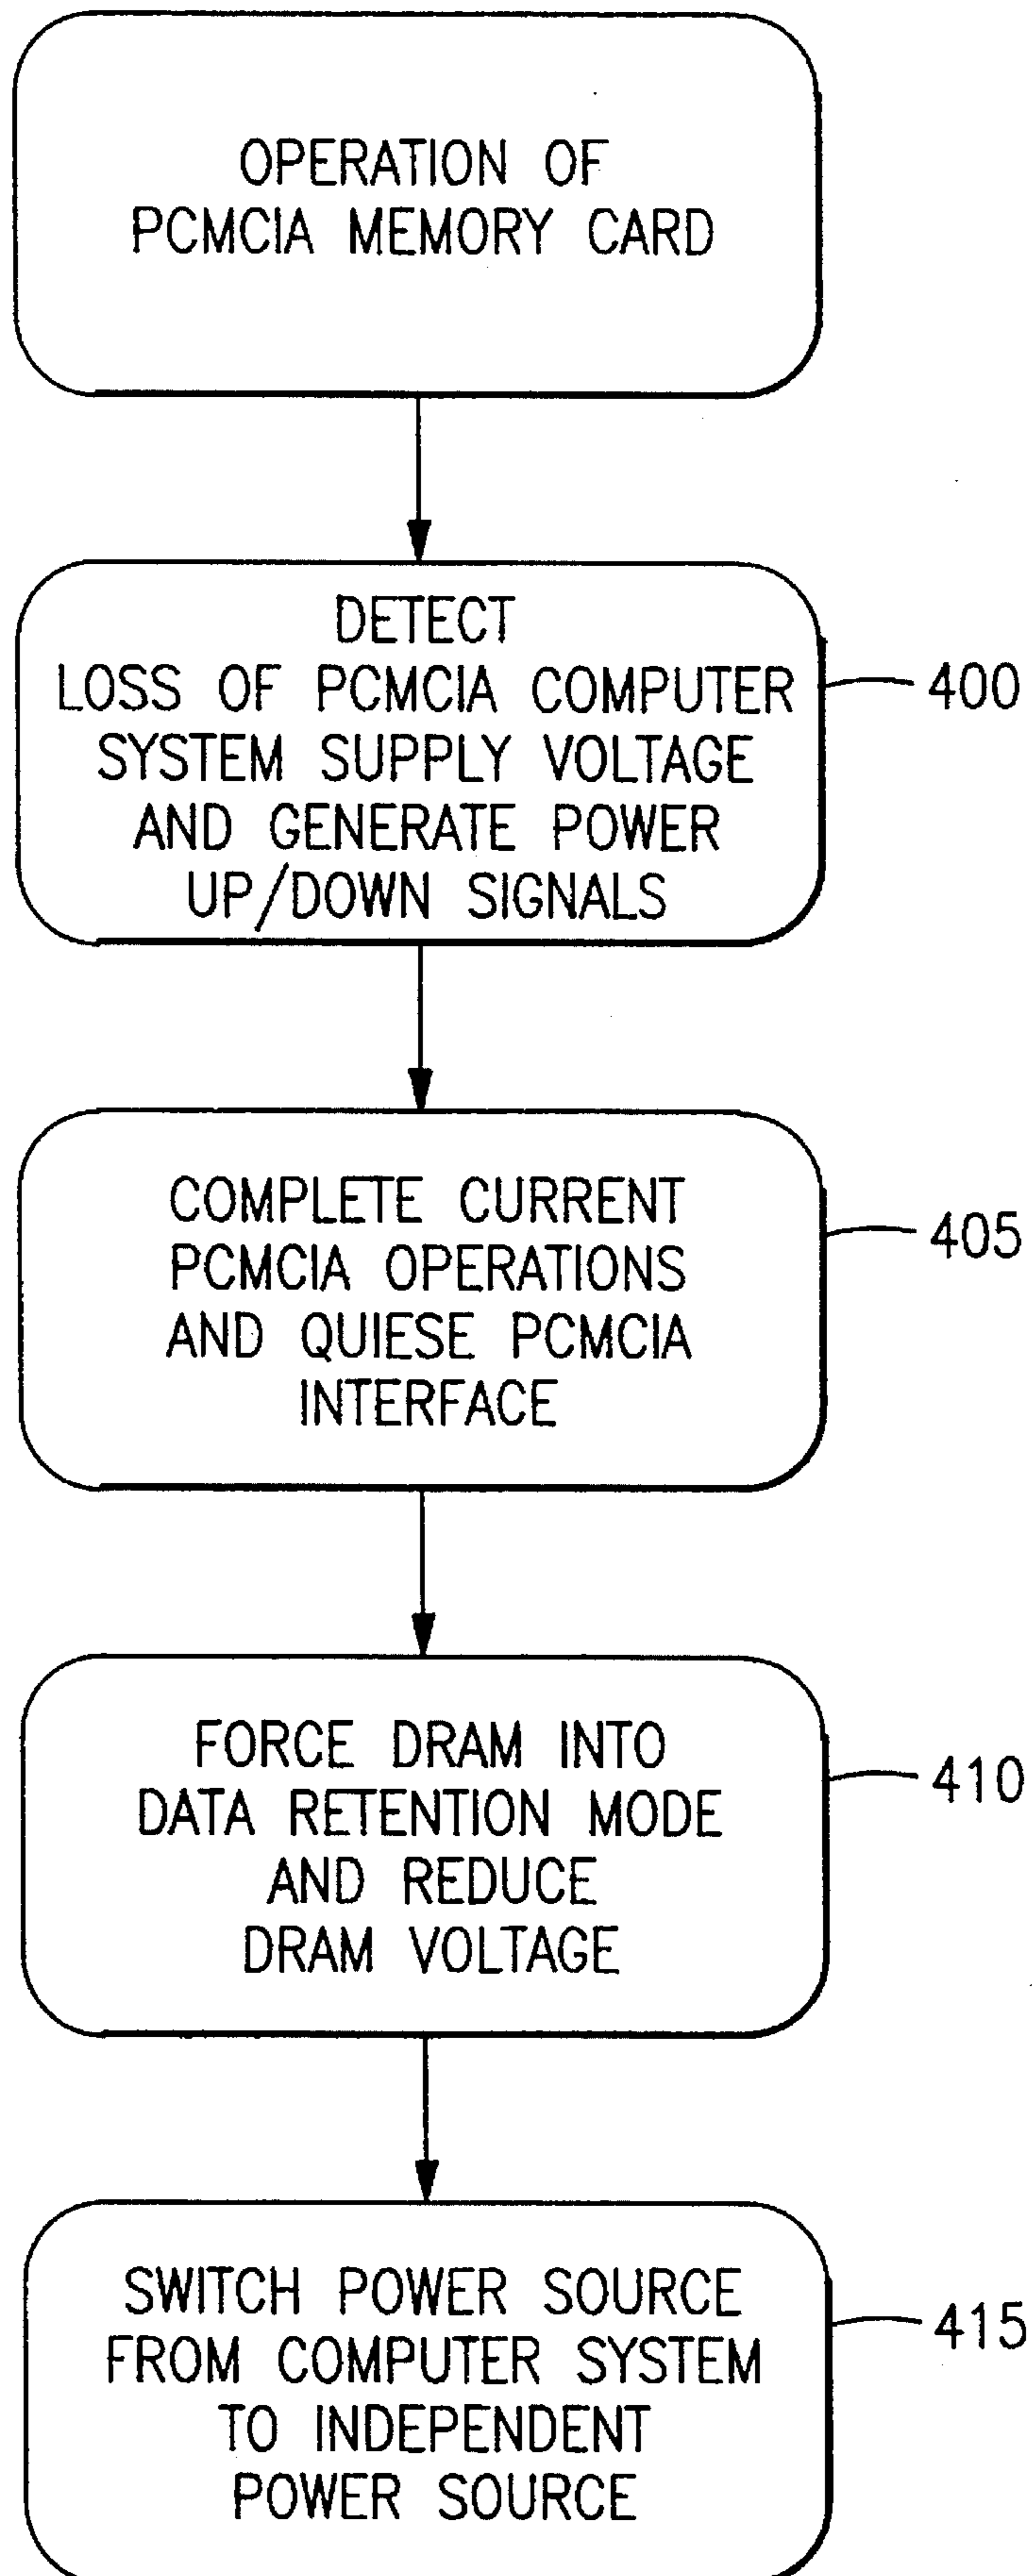 OPERATION OF
PCMCIA MEMORY CARD
DETECT
LOSS OF PCMCIA COMPUTER
SYSTEM SUPPLY VOLTAGE
AND GENERATE POWER
UP/DOWN SIGNALS
400
COMPLETE CURRENT
PCMCIA OPERATIONS
AND QUIESE PCMCIA
INTERFACE
405
FORCE DRAM INTO
DATA RETENTION MODE
AND REDUCE
DRAM VOLTAGE
410
SWITCH POWER SOURCE
FROM COMPUTER SYSTEM
TO INDEPENDENT
POWER SOURCE
415